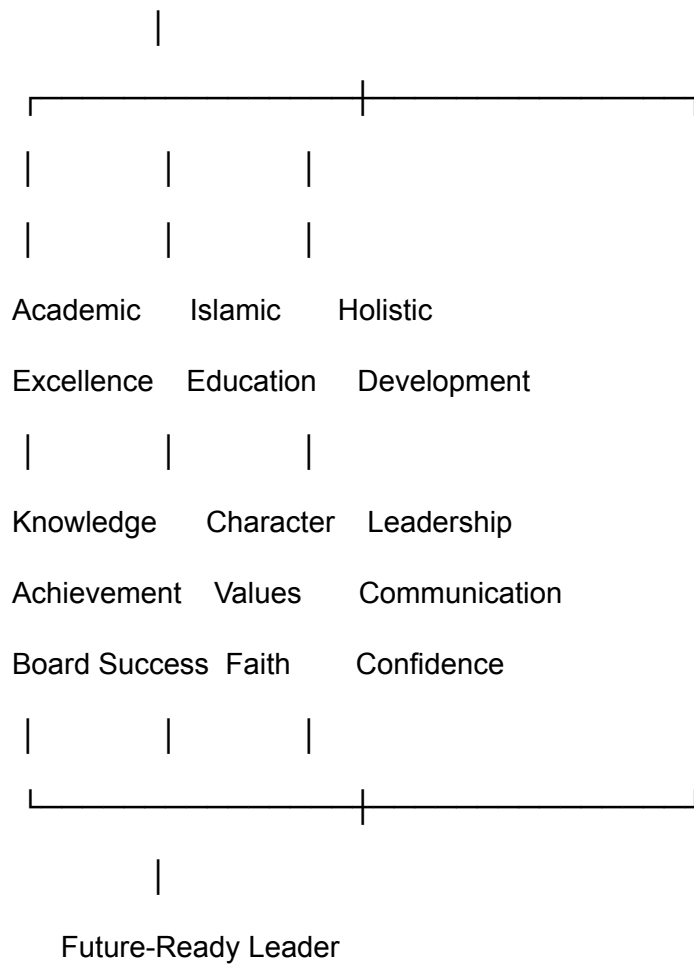 Academic Islamic Holistic
Excellence Education Development
Knowledge Character Leadership
Achievement Values Communication
Board Success Faith Confidence
Future-Ready Leader